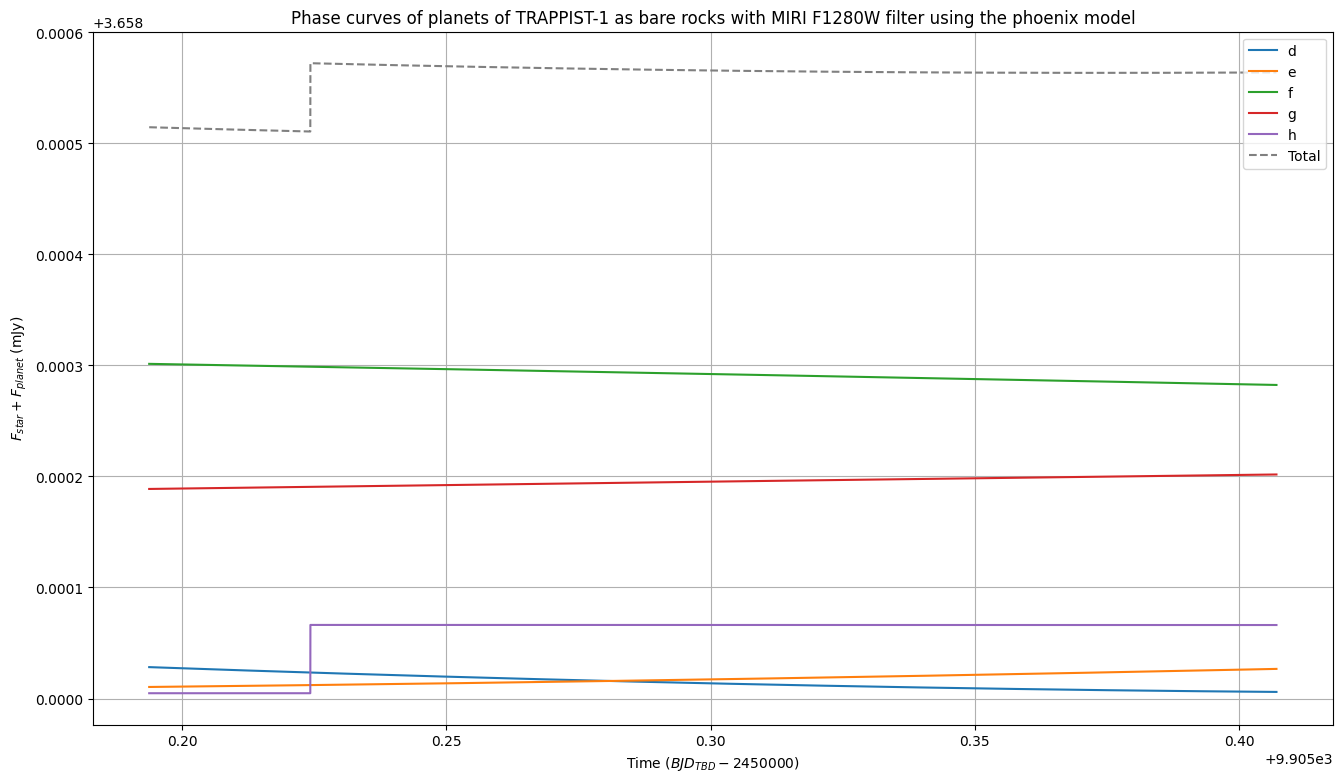 Phase curves of planets of TRAPPIST-1 as bare rocks with MIRI F1280W filter using the phoenix model
+3.658
0.0006
0.0005
0.0004
0.0003
0.0002
0.0001
0.0000
F_{star} + F_{planet} (mJy)
d
e
f
g
h
Total
0.20
0.25
0.30
0.35
0.40
+9.905e3
Time (BJD_{TBD} − 2450000)